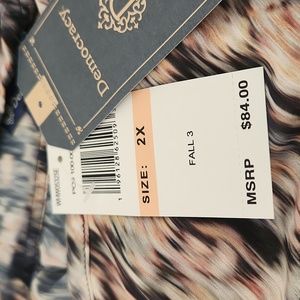 Democracy
SIZE: 2X
FALL 3
MSRP $84.00